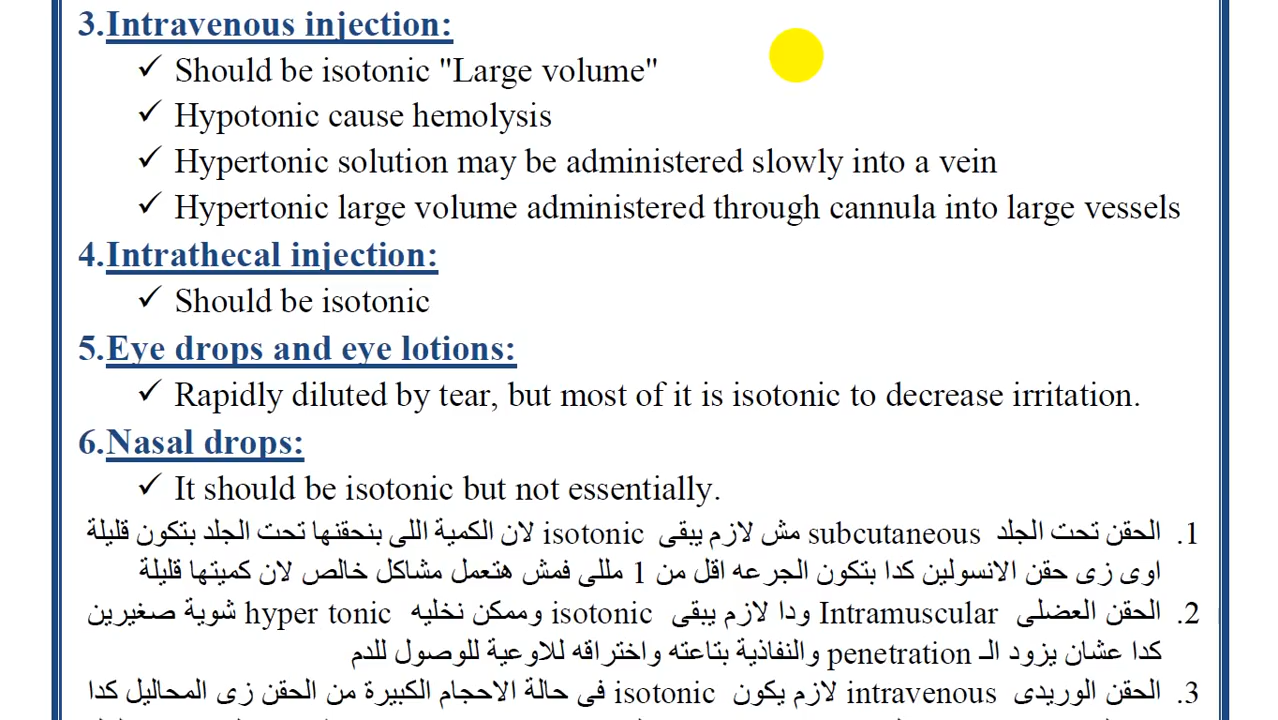 3.Intravenous injection:
✓ Should be isotonic "Large volume"
✓ Hypotonic cause hemolysis
✓ Hypertonic solution may be administered slowly into a vein
✓ Hypertonic large volume administered through cannula into large vessels
4.Intrathecal injection:
✓ Should be isotonic
5.Eye drops and eye lotions:
✓ Rapidly diluted by tear, but most of it is isotonic to decrease irritation.
6.Nasal drops:
✓ It should be isotonic but not essentially.
1. الحقن تحت الجلد subcutaneous مش لازم يبقى isotonic لان الكمية اللى بنحقنها تحت الجلد بتكون قليلة
اوى زى حقن الانسولين كدا بتكون الجرعه اقل من 1 مللى فمش هتعمل مشاكل خالص لان كميتها قليلة
2. الحقن العضلى Intramuscular ودا لازم يبقى isotonic وممكن نخليه hyper tonic شوية صغيرين
كدا عشان يزود الـ penetration والنفاذية بتاعته واختراقه للاوعية للوصول للدم
3. الحقن الوريدى intravenous لازم يكون isotonic فى حالة الاحجام الكبيرة من الحقن زى المحاليل كدا